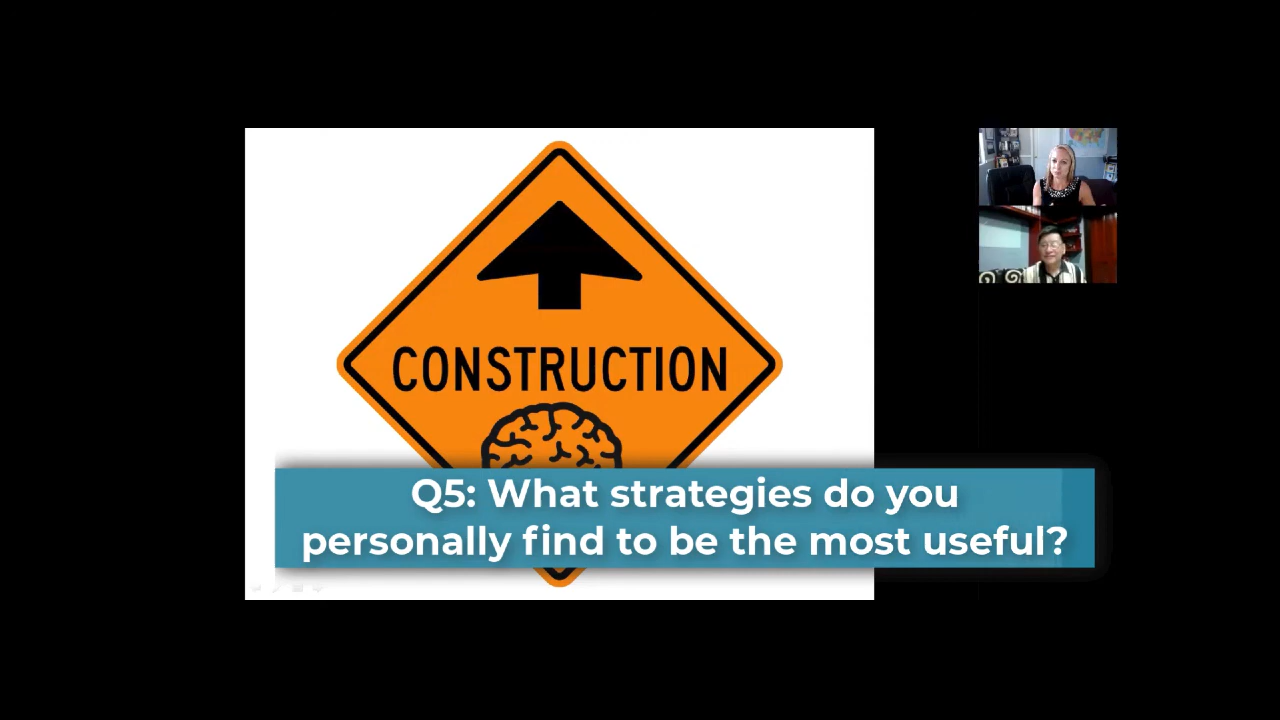 CONSTRUCTION
Q5: What strategies do you
personally find to be the most useful?